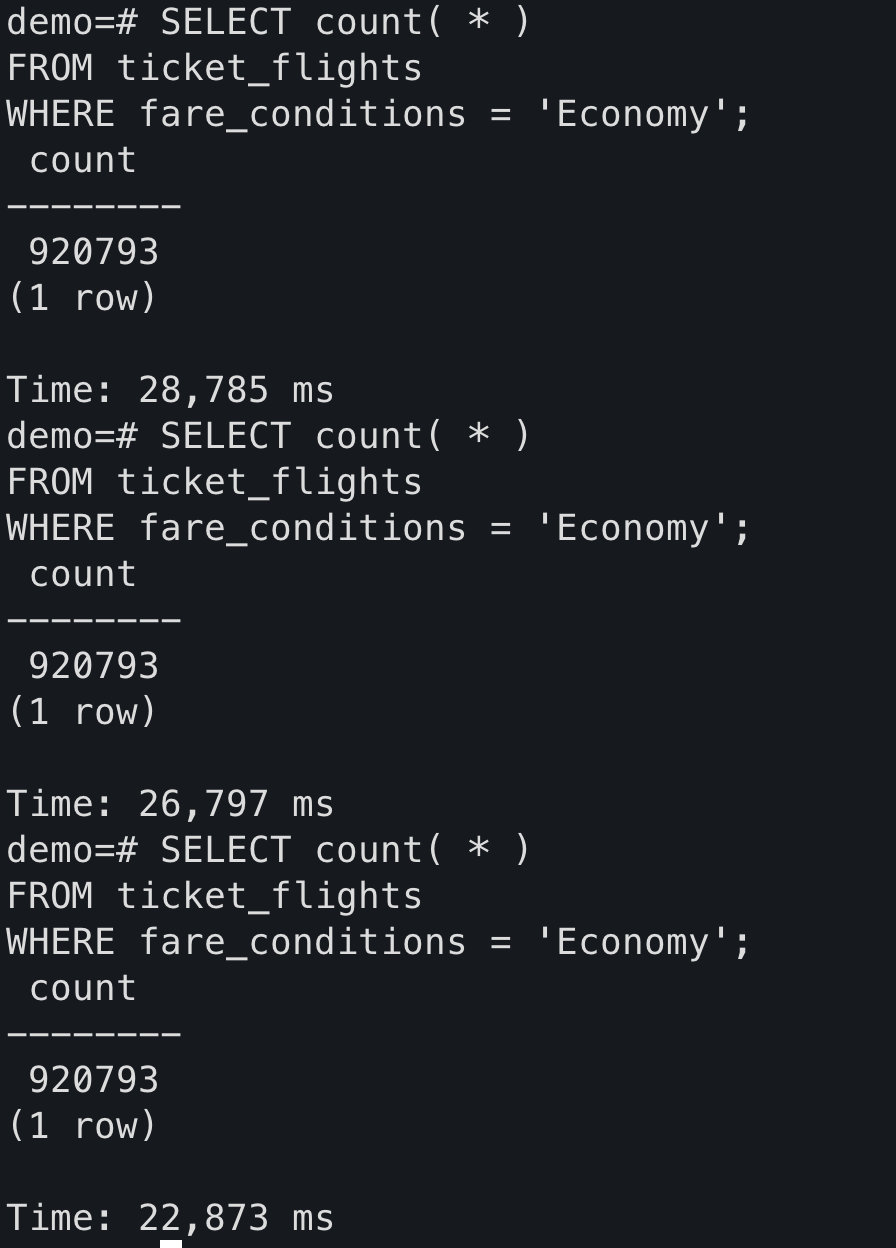 demo=# SELECT count( * )
FROM ticket_flights
WHERE fare_conditions = 'Economy';
 count
--------
 920793
(1 row)

Time: 28,785 ms
demo=# SELECT count( * )
FROM ticket_flights
WHERE fare_conditions = 'Economy';
 count
--------
 920793
(1 row)

Time: 26,797 ms
demo=# SELECT count( * )
FROM ticket_flights
WHERE fare_conditions = 'Economy';
 count
--------
 920793
(1 row)

Time: 22,873 ms